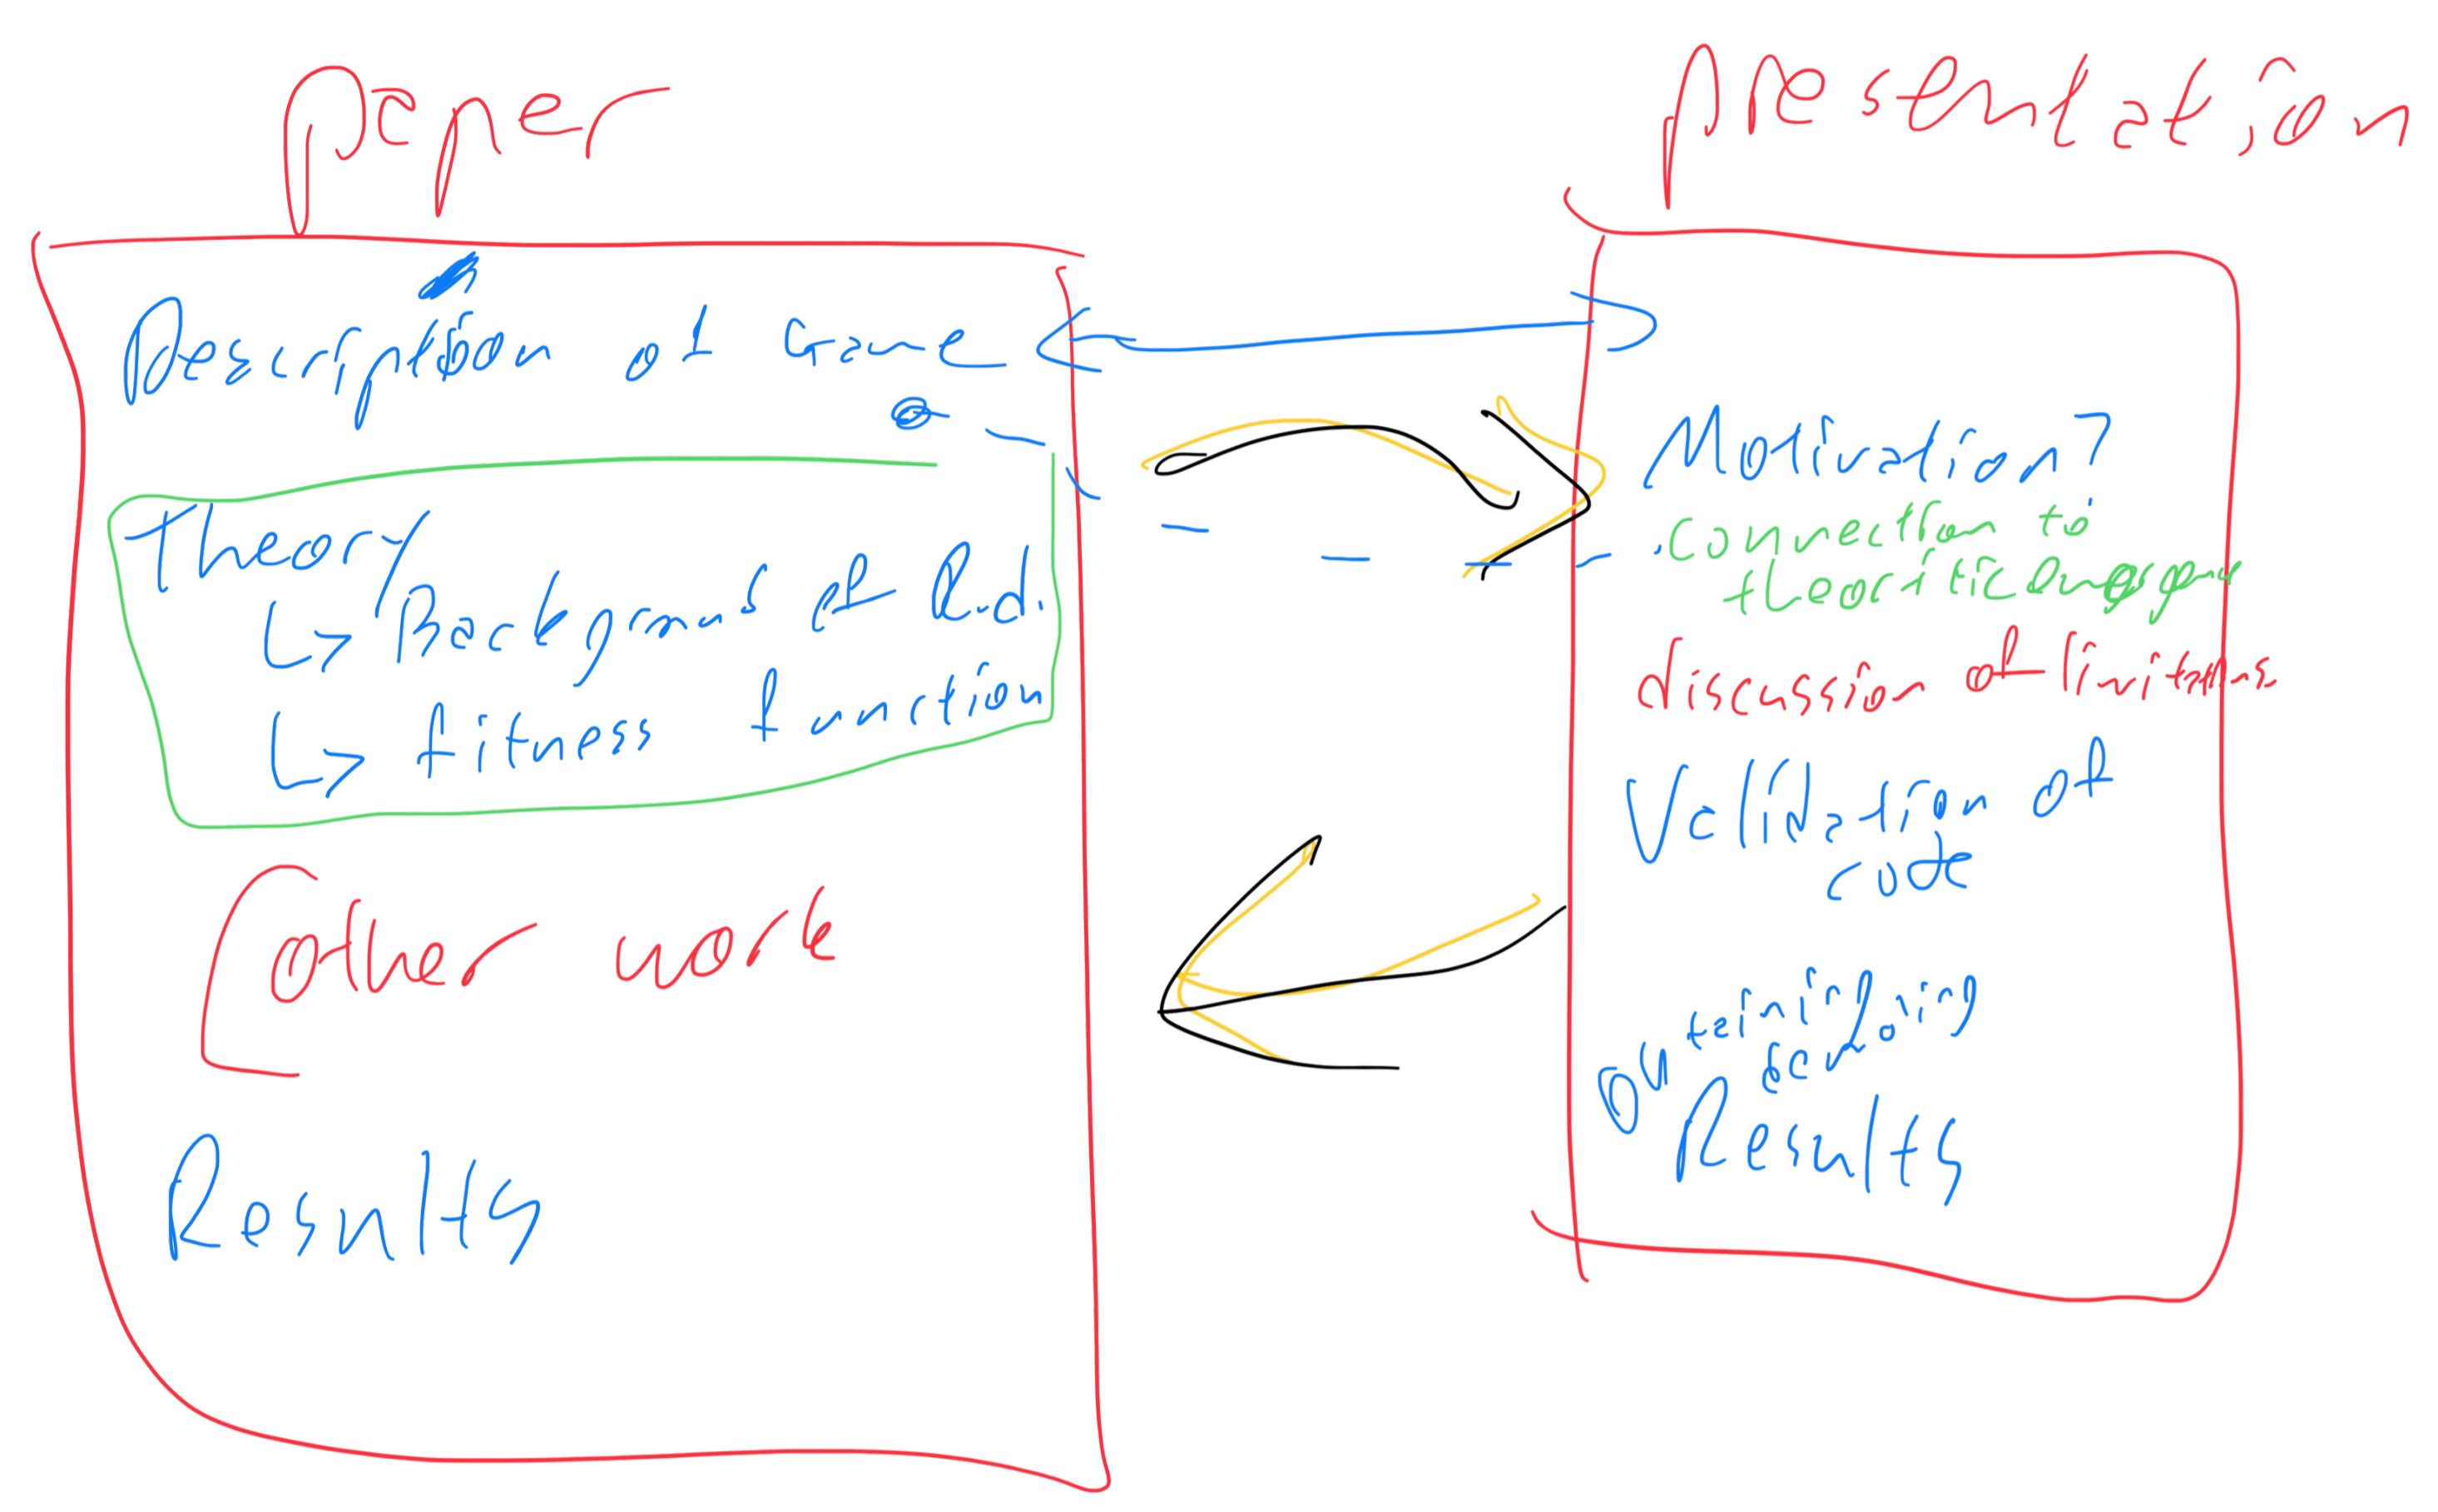 paper
Description of Game
Theory
Background of
fitness function
Other work
Results
presentation
Motivation?
connection to
discussion of
Validation of
code
Results